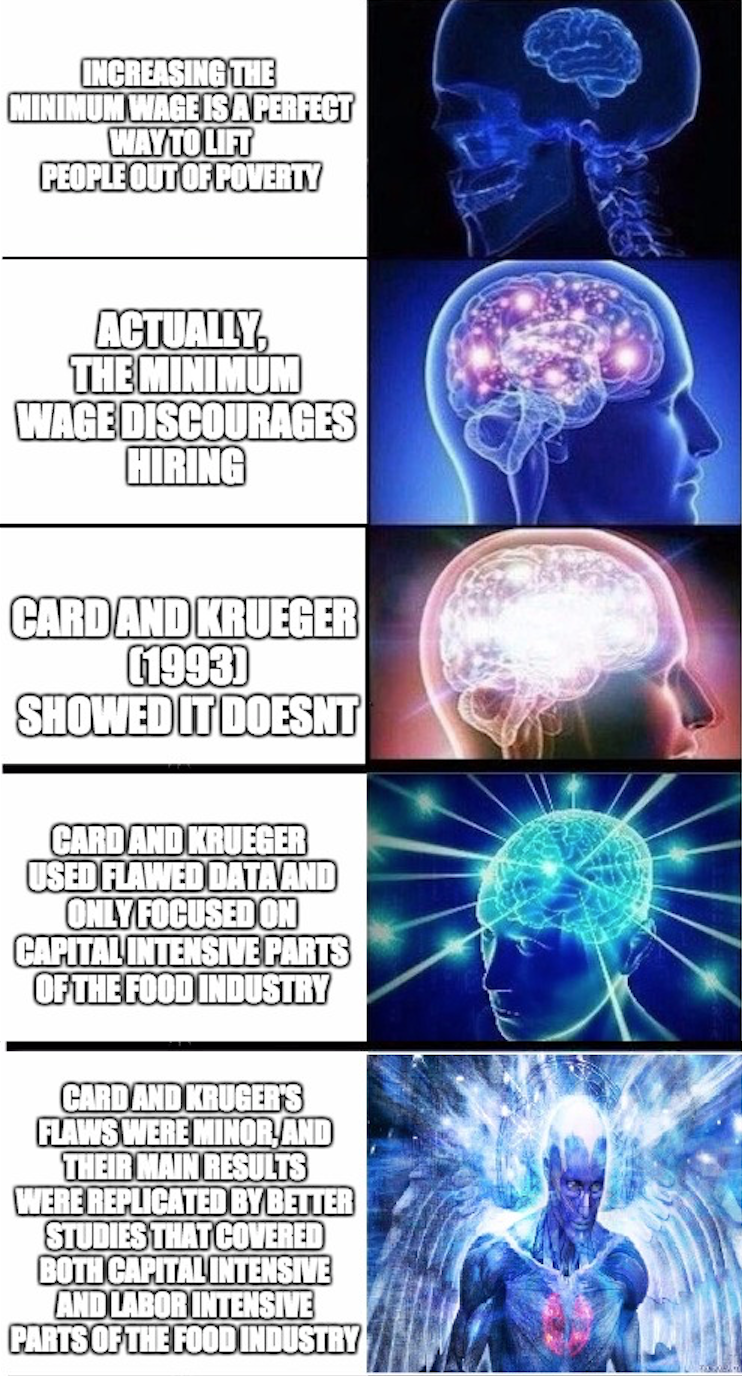 INCREASING THE
MINIMUM WAGE IS A PERFECT
WAY TO LIFT
PEOPLE OUT OF POVERTY
ACTUALLY,
THE MINIMUM
WAGE DISCOURAGES
HIRING
CARD AND KRUEGER
(1993)
SHOWED IT DOESNT
CARD AND KRUEGER
USED FLAWED DATA AND
ONLY FOCUSED ON
CAPITAL INTENSIVE PARTS
OF THE FOOD INDUSTRY
CARD AND KRUGER'S
FLAWS WERE MINOR, AND
THEIR MAIN RESULTS
WERE REPLICATED BY BETTER
STUDIES THAT COVERED
BOTH CAPITAL INTENSIVE
AND LABOR INTENSIVE
PARTS OF THE FOOD INDUSTRY